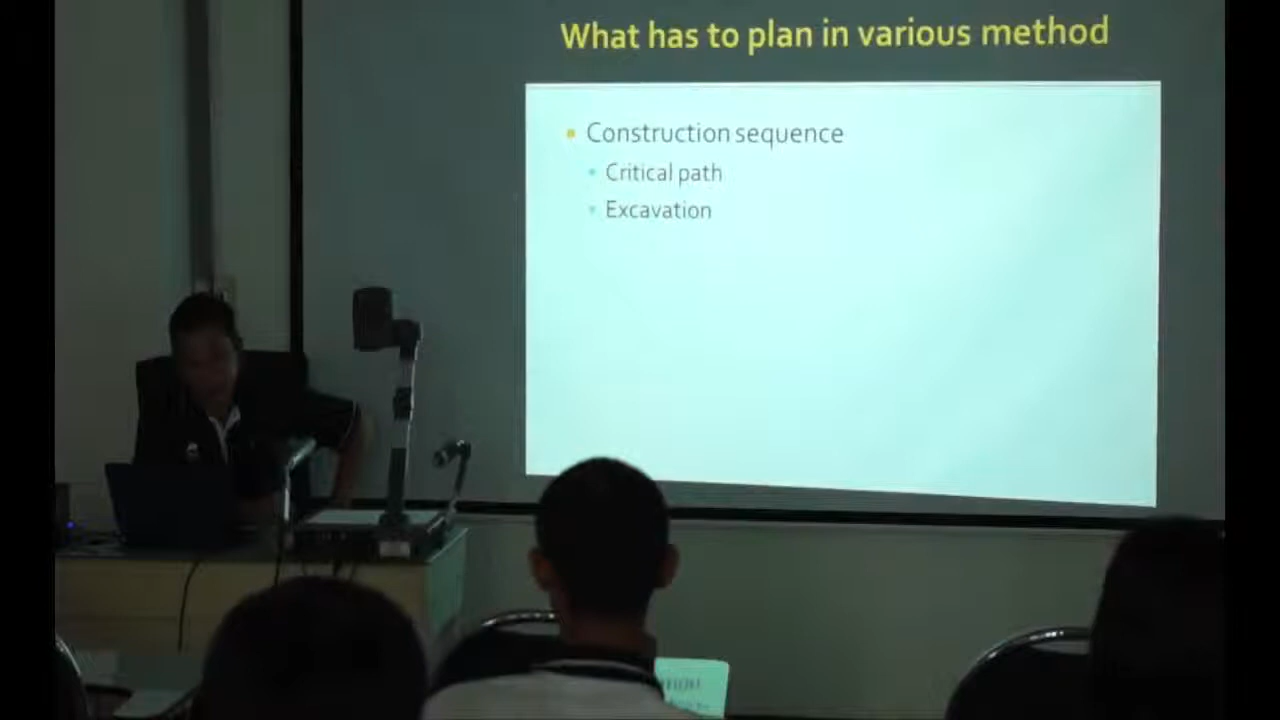 What has to plan in various method
Construction sequence
Critical path
Excavation